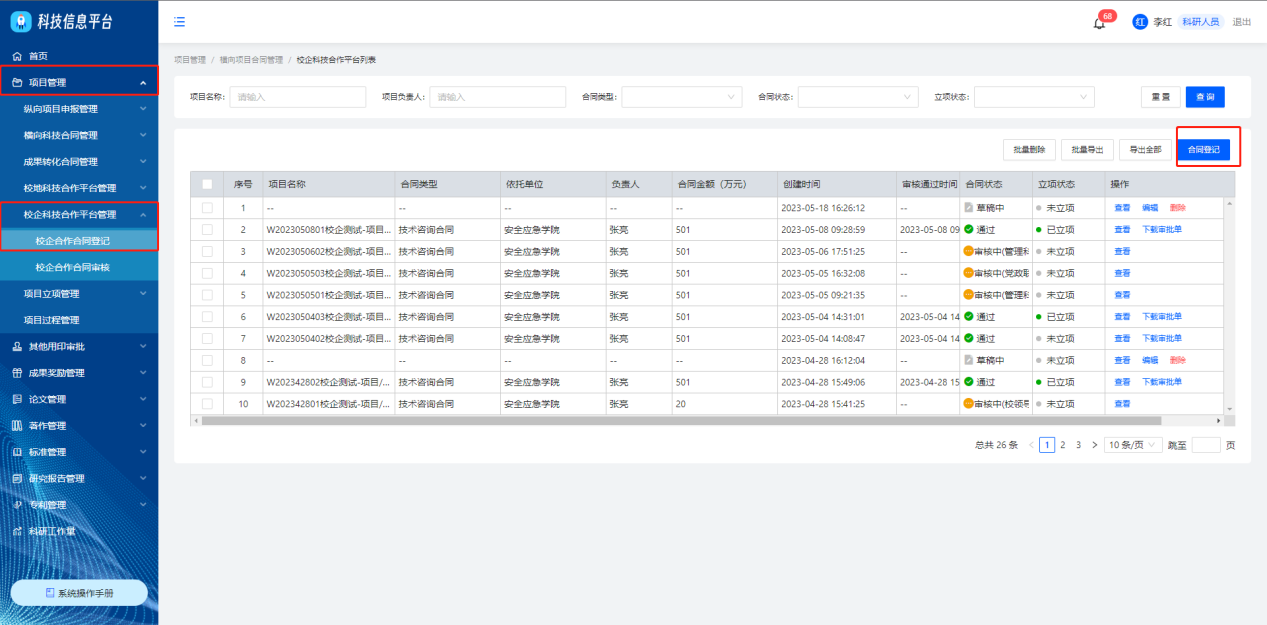 科技信息平台
68
红 李红 科研人员 退出
首页
项目管理
纵向项目申报管理
横向科技合同管理
成果转化合同管理
校地科技合作平台管理
校企科技合作平台管理
校企合作合同登记
校企合作合同审核
项目立项管理
项目过程管理
其他用印审批
成果奖励管理
论文管理
著作管理
标准管理
研究报告管理
专利管理
科研工作量
系统操作手册
项目管理 / 横向项目合同管理 / 校企科技合作平台列表
项目名称: 请输入 项目负责人: 请输入 合同类型: 合同状态: 立项状态: 重置 查询
批量删除 批量导出 导出全部 合同登记
序号 项目名称 合同类型 依托单位 负责人 合同金额（万元） 创建时间 审核通过时间 合同状态 立项状态 操作
1 -- -- -- -- -- 2023-05-18 16:26:12 -- 草稿中 未立项 查看 编辑 删除
2 W2023050801校企测试-项目... 技术咨询合同 安全应急学院 张亮 501 2023-05-08 09:28:59 2023-05-08 09 通过 已立项 查看 下载审批单
3 W2023050602校企测试-项目... 技术咨询合同 安全应急学院 张亮 501 2023-05-06 17:51:25 -- 审核中(管理科 未立项 查看
4 W2023050503校企测试-项目... 技术咨询合同 安全应急学院 张亮 501 2023-05-05 16:32:08 -- 审核中(党政联 未立项 查看
5 W2023050501校企测试-项目... 技术咨询合同 安全应急学院 张亮 501 2023-05-05 09:21:35 -- 审核中(管理科 未立项 查看
6 W2023050403校企测试-项目... 技术咨询合同 安全应急学院 张亮 501 2023-05-04 14:31:01 2023-05-04 14 通过 已立项 查看 下载审批单
7 W2023050402校企测试-项目... 技术咨询合同 安全应急学院 张亮 501 2023-05-04 14:08:47 2023-05-04 14 通过 未立项 查看 下载审批单
8 -- -- -- -- -- 2023-04-28 16:12:04 -- 草稿中 未立项 查看 编辑 删除
9 W202342802校企测试-项目/... 技术咨询合同 安全应急学院 张亮 501 2023-04-28 15:49:06 2023-04-28 15 通过 已立项 查看 下载审批单
10 W202342801校企测试-项目/... 技术咨询合同 安全应急学院 张亮 20 2023-04-28 15:41:25 -- 审核中(校领导 未立项 查看
总共 26 条 < 1 2 3 > 10 条/页 跳至 页